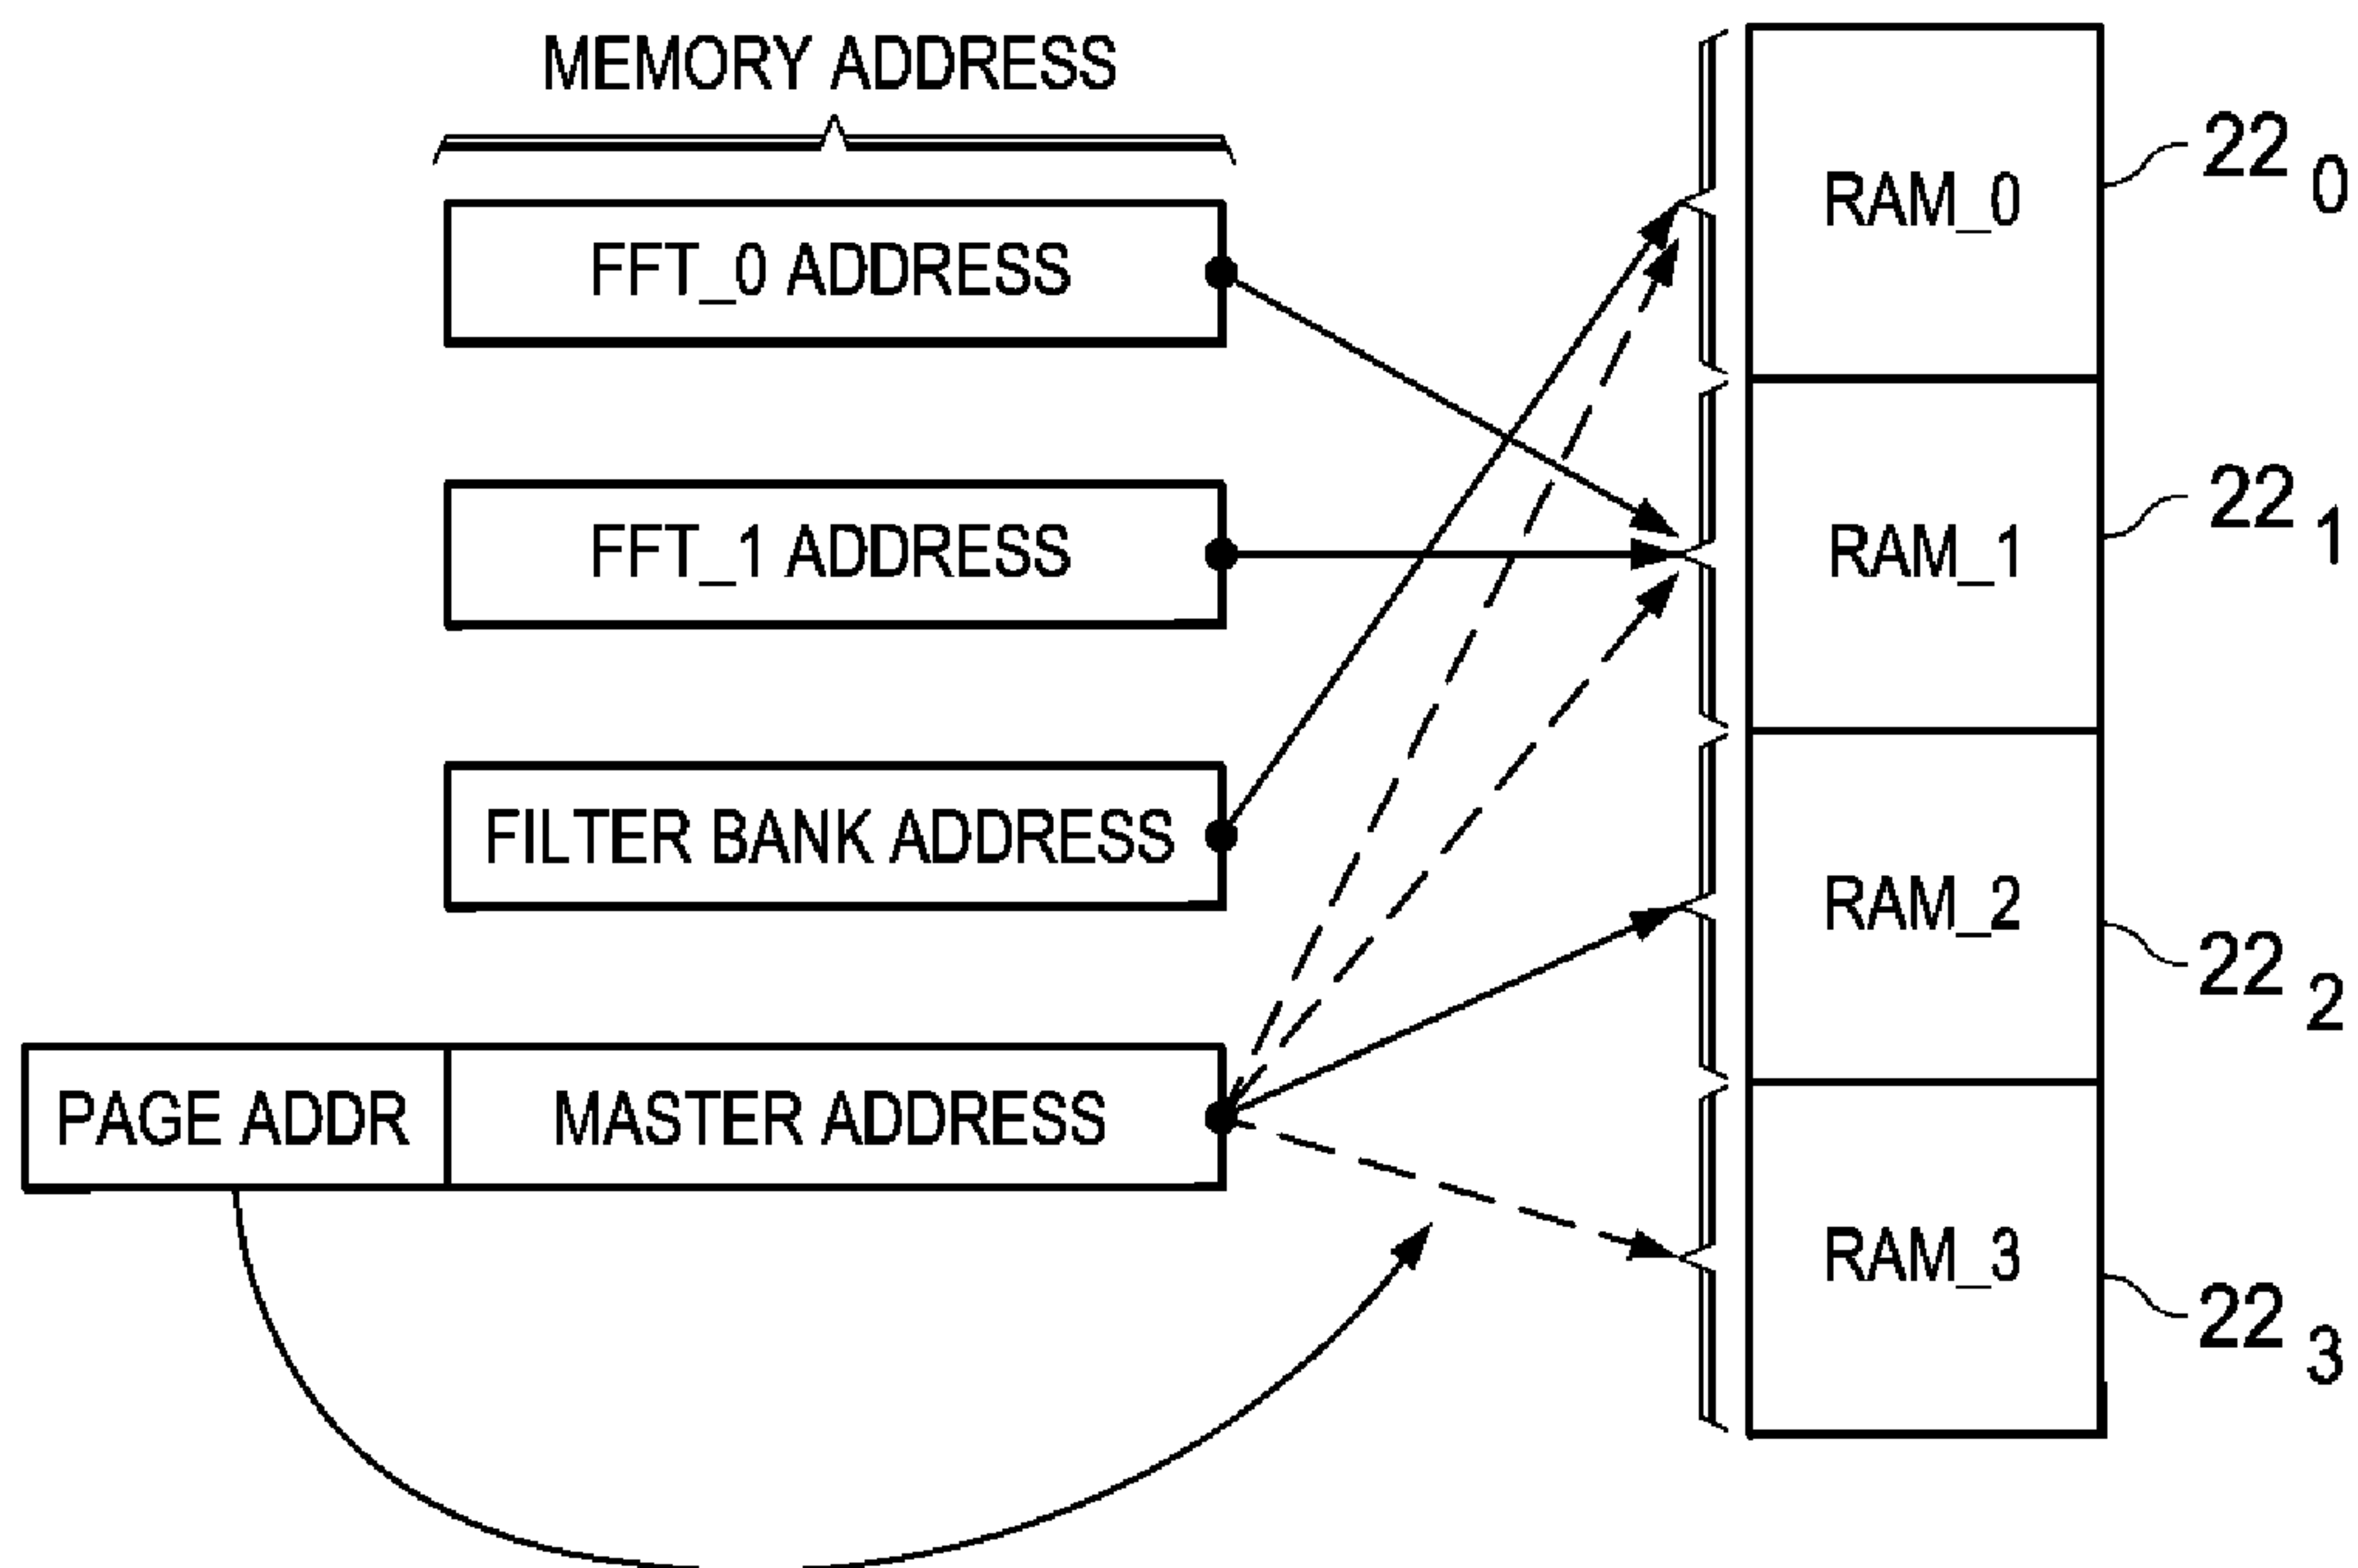 MEMORY ADDRESS
FFT_0 ADDRESS
FFT_1 ADDRESS
FILTER BANK ADDRESS
PAGE ADDR
MASTER ADDRESS
RAM_0
22 0
RAM_1
22 1
RAM_2
22 2
RAM_3
22 3